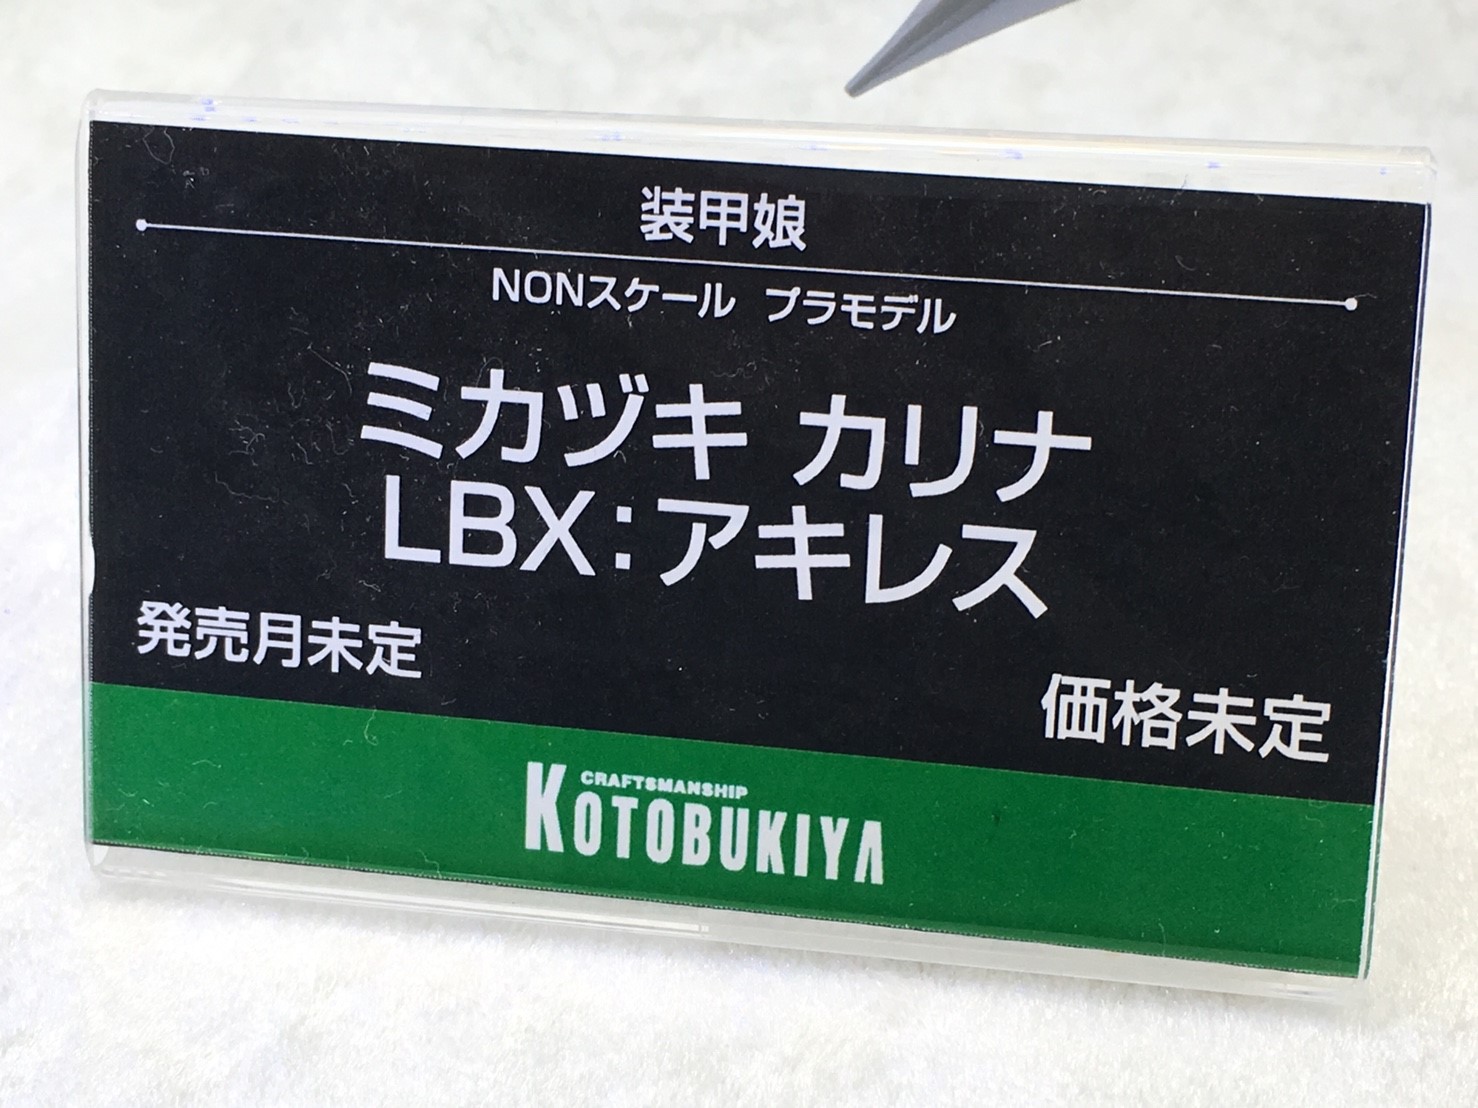 装甲娘
NONスケール プラモデル
ミカヅキ カリナ
LBX:アキレス
発売月未定
価格未定
CRAFTSMANSHIP
KOTOBUKIYA